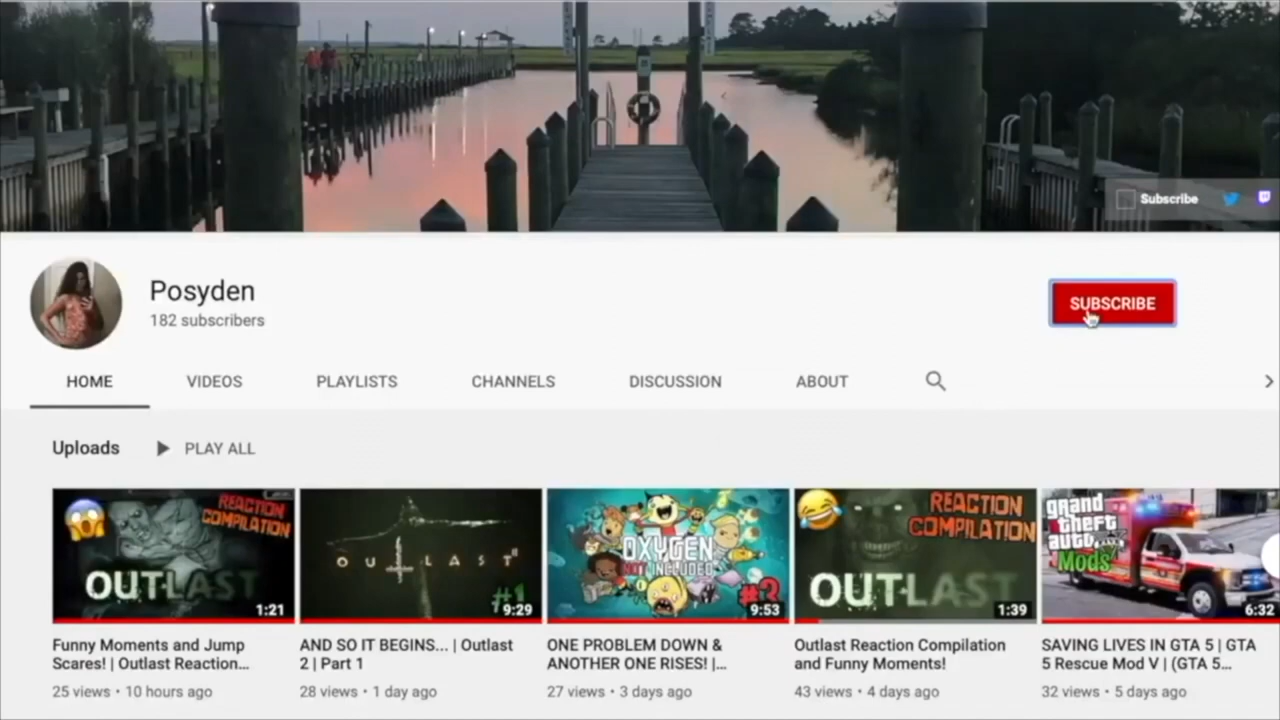 Subscribe
Posyden
182 subscribers
SUBSCRIBE
HOME VIDEOS PLAYLISTS CHANNELS DISCUSSION ABOUT
Uploads PLAY ALL
REACTION
COMPILATION
OUTLAST
1:21
Funny Moments and Jump
Scares! | Outlast Reaction...
25 views • 10 hours ago
OUTLAST II
#1
9:29
AND SO IT BEGINS... | Outlast
2 | Part 1
28 views • 1 day ago
OXYGEN
NOT INCLUDED
9:53
ONE PROBLEM DOWN &
ANOTHER ONE RISES! |...
27 views • 3 days ago
REACTION
COMPILATION
OUTLAST
1:39
Outlast Reaction Compilation
and Funny Moments!
43 views • 4 days ago
grand
theft
auto
Mods
6:32
SAVING LIVES IN GTA 5 | GTA
5 Rescue Mod V | (GTA 5...
32 views • 5 days ago